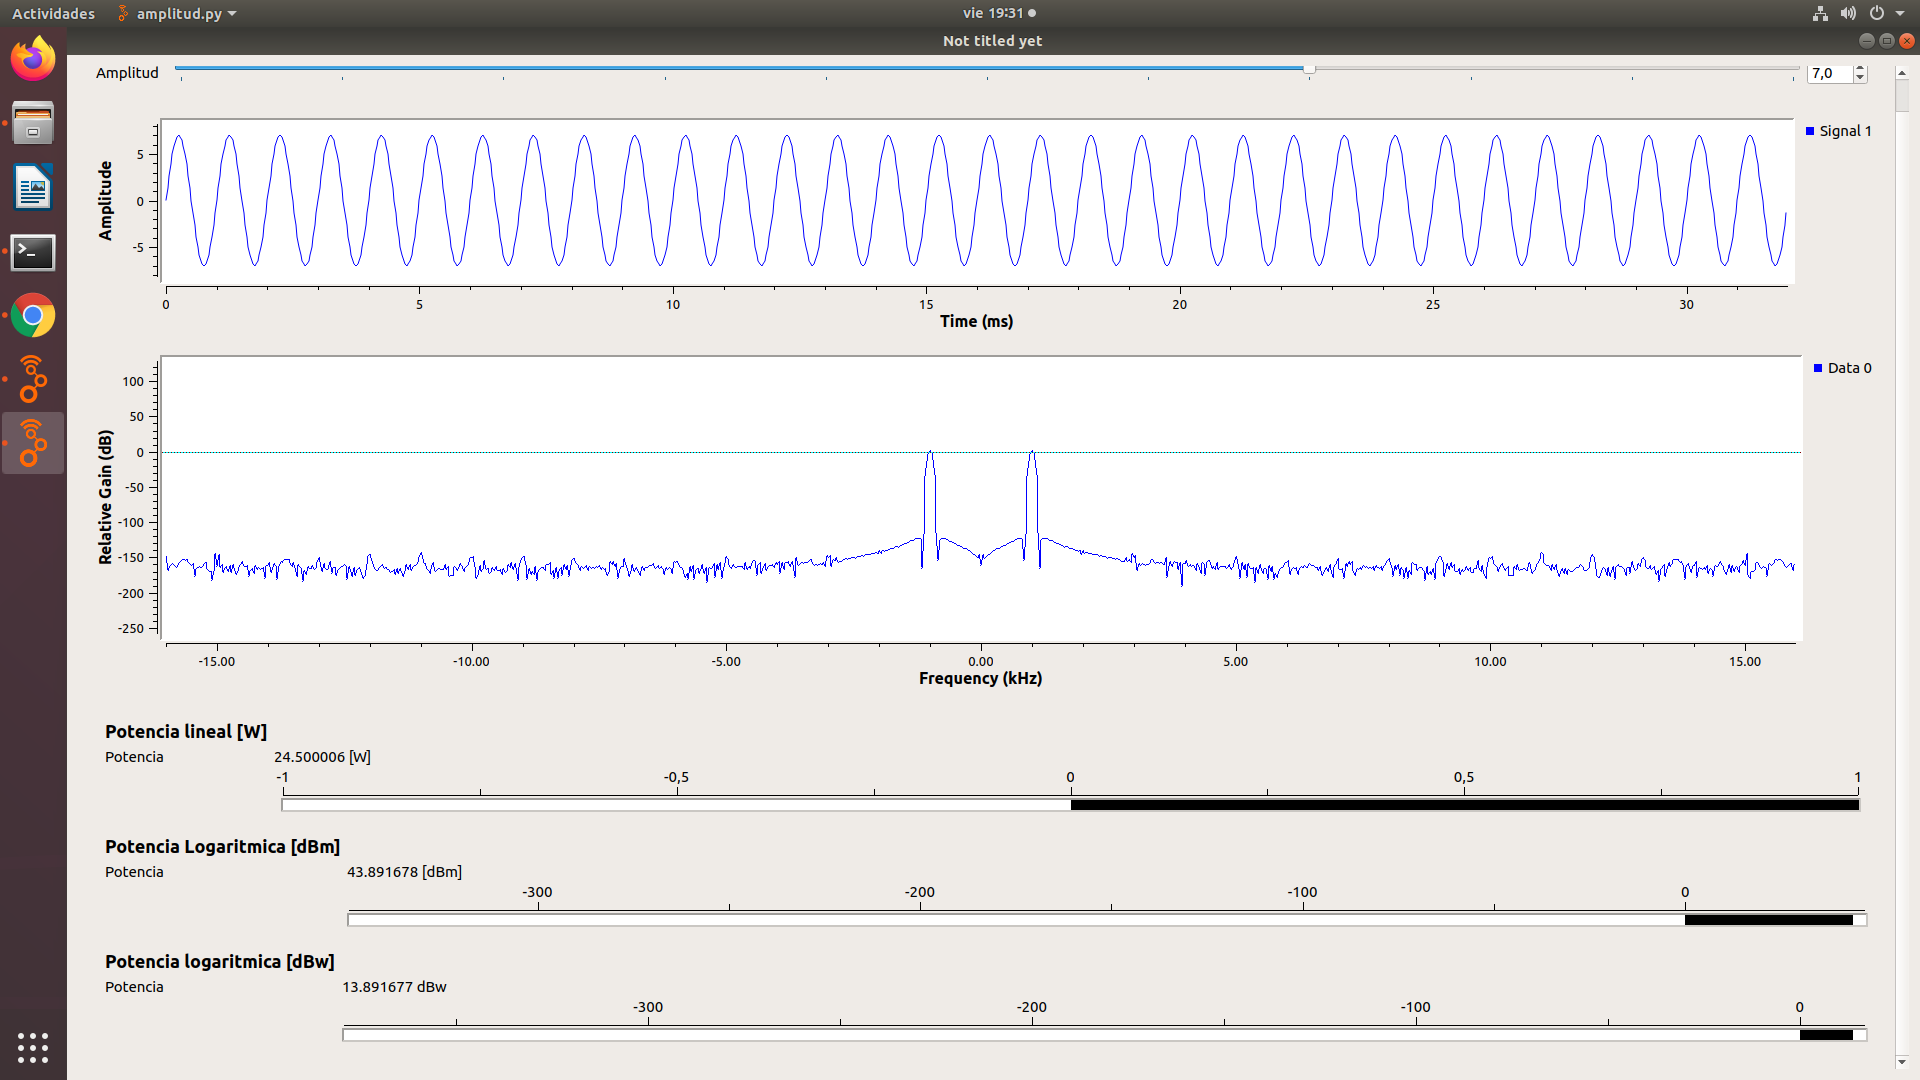 Actividades amplitud.py vie 19:31
Not titled yet
Amplitud 7,0
Signal 1
Amplitude
5
0
-5
0 5 10 15 20 25 30
Time (ms)
Data 0
Relative Gain (dB)
100
50
0
-50
-100
-150
-200
-250
-15.00 -10.00 -5.00 0.00 5.00 10.00 15.00
Frequency (kHz)
Potencia lineal [W]
Potencia 24.500006 [W]
-1 -0,5 0 0,5 1
Potencia Logaritmica [dBm]
Potencia 43.891678 [dBm]
-300 -200 -100 0
Potencia logaritmica [dBw]
Potencia 13.891677 dBw
-300 -200 -100 0